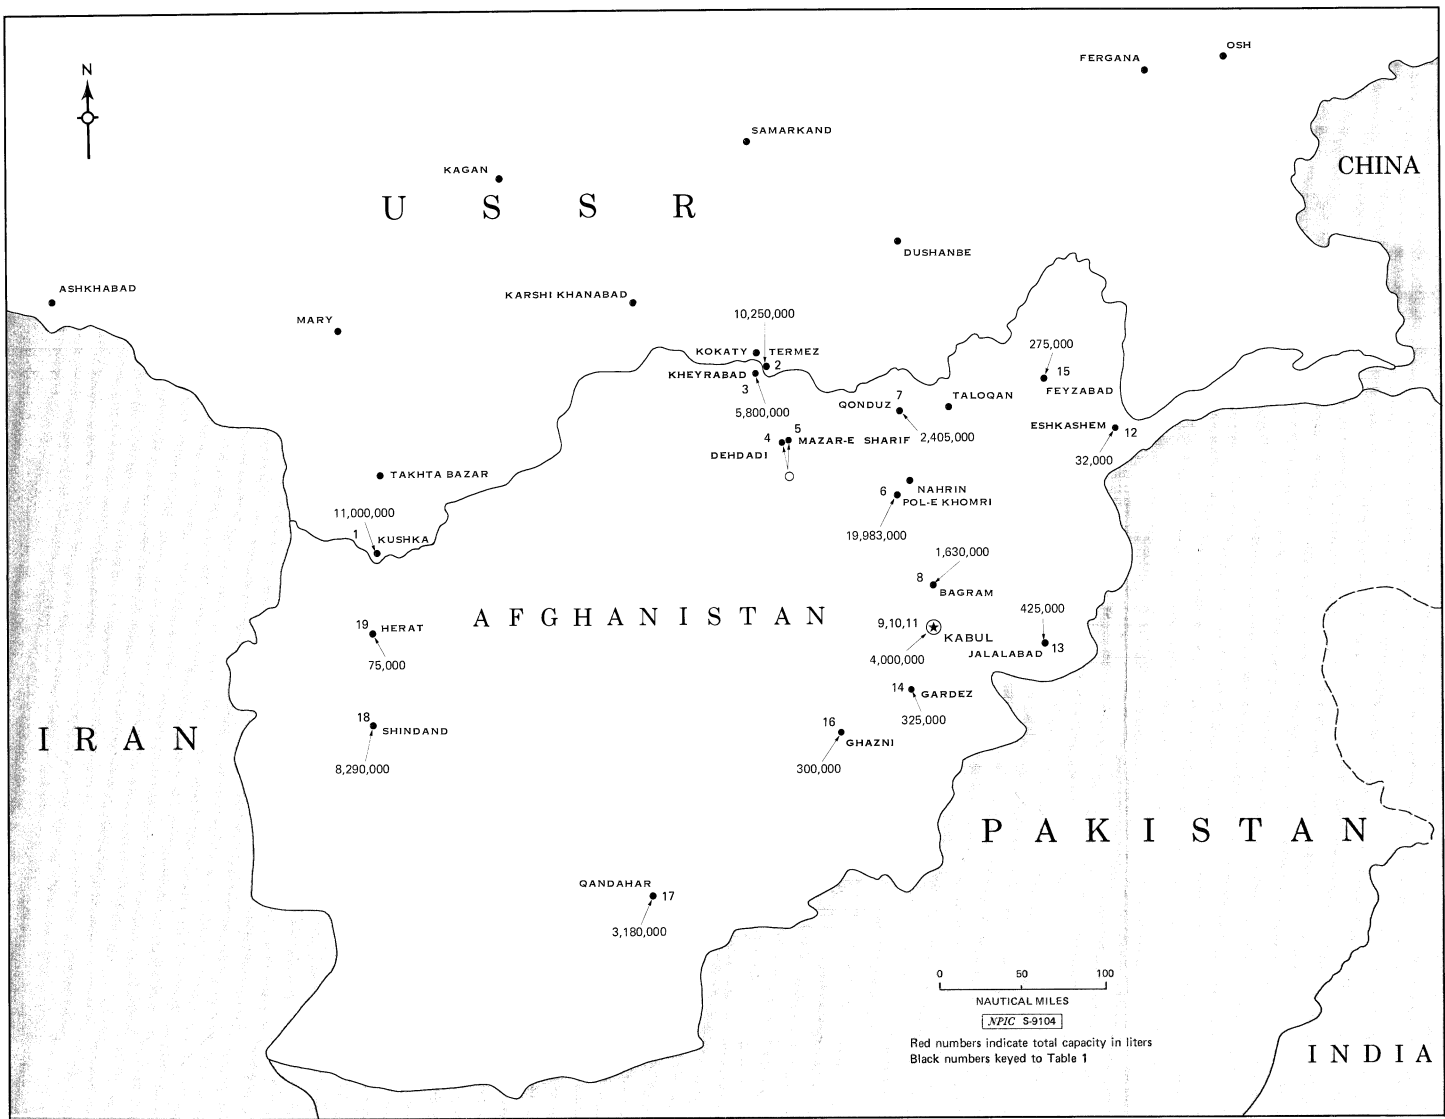 OSH
FERGANA
N
SAMARKAND
CHINA
KAGAN
U S S R
DUSHANBE
ASHKHABAD
KARSHI KHANABAD
MARY
10,250,000
KOKATY
TERMEZ
2
275,000
KHEYRABAD
3
15
FEYZABAD
5,800,000
QONDUZ
7
TALOQAN
2,405,000
ESHKASHEM
12
32,000
4
5
MAZAR-E SHARIF
DEHDADI
TAKHTA BAZAR
6
NAHRIN
POL-E KHOMRI
11,000,000
1
KUSHKA
19,983,000
1,630,000
8
BAGRAM
AFGHANISTAN
425,000
19
HERAT
75,000
9,10,11
KABUL
4,000,000
JALALABAD
13
14
GARDEZ
325,000
IRAN
18
SHINDAND
8,290,000
16
GHAZNI
300,000
PAKISTAN
QANDAHAR
17
3,180,000
0 50 100
NAUTICAL MILES
NPIC S-9104
Red numbers indicate total capacity in liters
Black numbers keyed to Table 1
INDIA